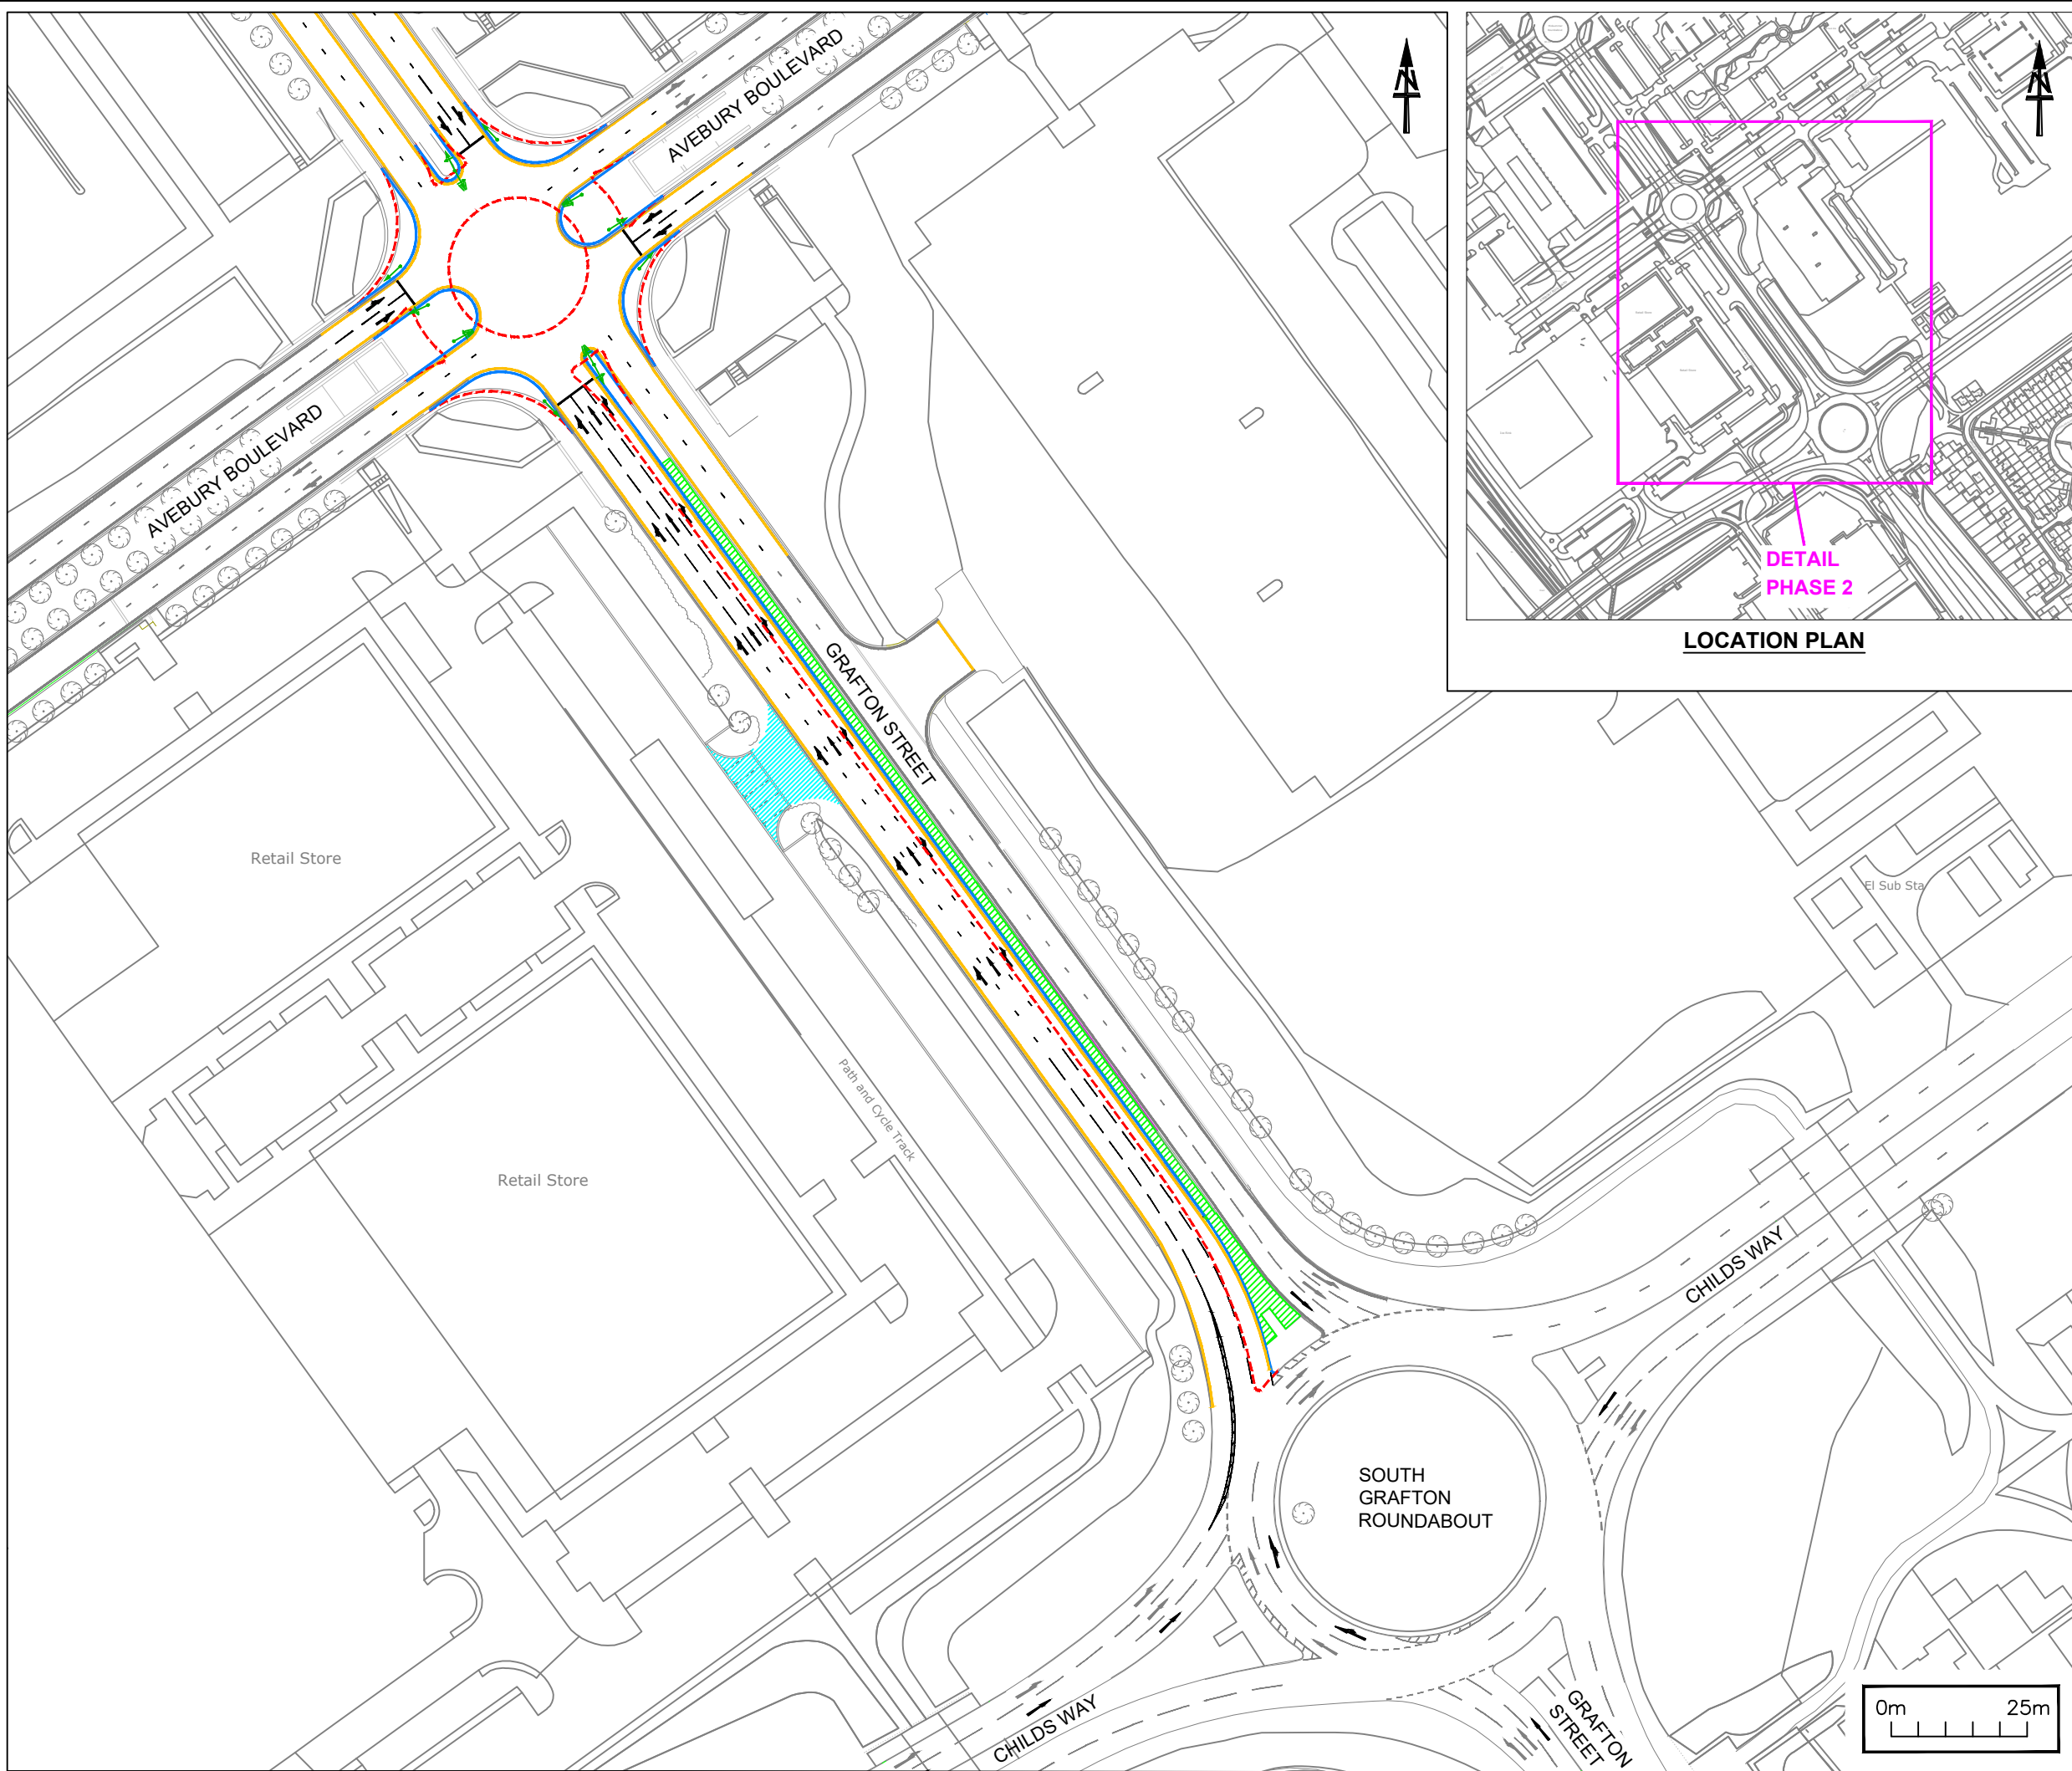 AVEBURY BOULEVARD
N
N
DETAIL
PHASE 2
LOCATION PLAN
AVEBURY BOULEVARD
GRAFTON STREET
Retail Store
El Sub Sta
Path and Cycle Track
Retail Store
CHILDS WAY
SOUTH
GRAFTON
ROUNDABOUT
CHILDS WAY
GRAFTON
STREET
0m 25m